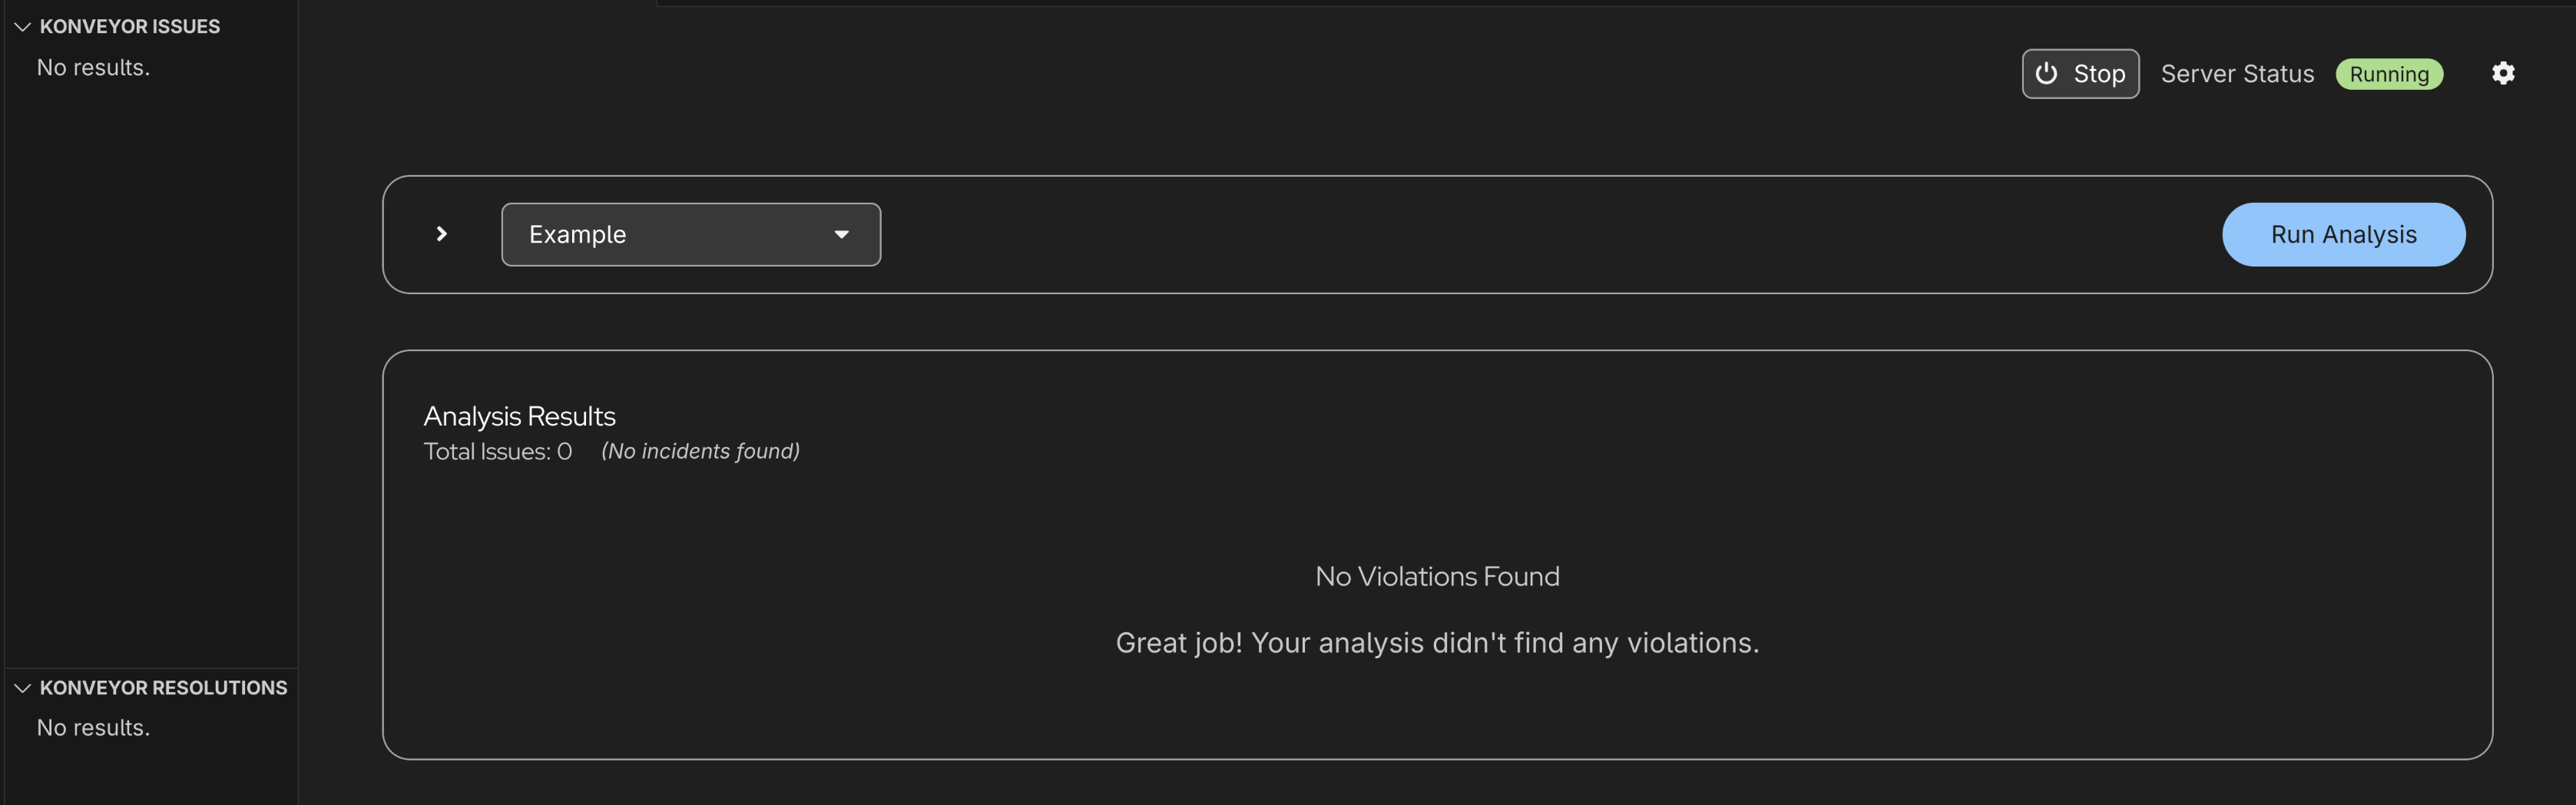 KONVEYOR ISSUES
No results.
Stop Server Status Running
Example
Run Analysis
Analysis Results
Total Issues: 0 (No incidents found)
No Violations Found
Great job! Your analysis didn't find any violations.
KONVEYOR RESOLUTIONS
No results.